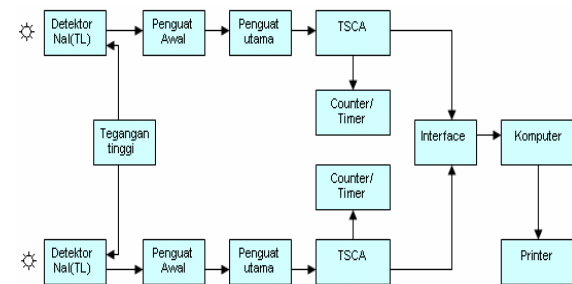 Detektor
NaI(TL)
Penguat
Awal
Penguat
utama
TSCA
Counter/
Timer
Tegangan
tinggi
Interface
Komputer
Counter/
Timer
Detektor
NaI(TL)
Penguat
Awal
Penguat
utama
TSCA
Printer